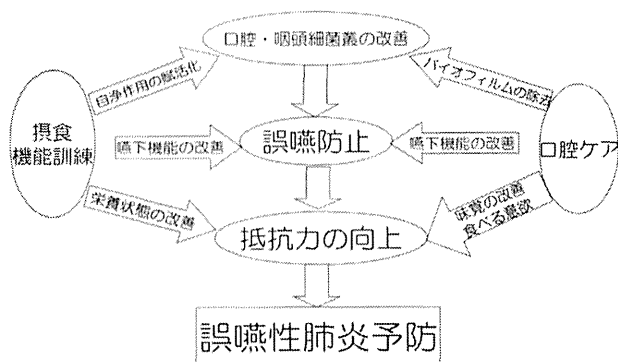 口腔・咽頭細菌叢の改善
自浄作用の賦活化
バイオフィルムの除去
摂食
機能訓練
嚥下機能の改善
誤嚥防止
嚥下機能の改善
口腔ケア
栄養状態の改善
味覚の改善
食べる意欲
抵抗力の向上
誤嚥性肺炎予防